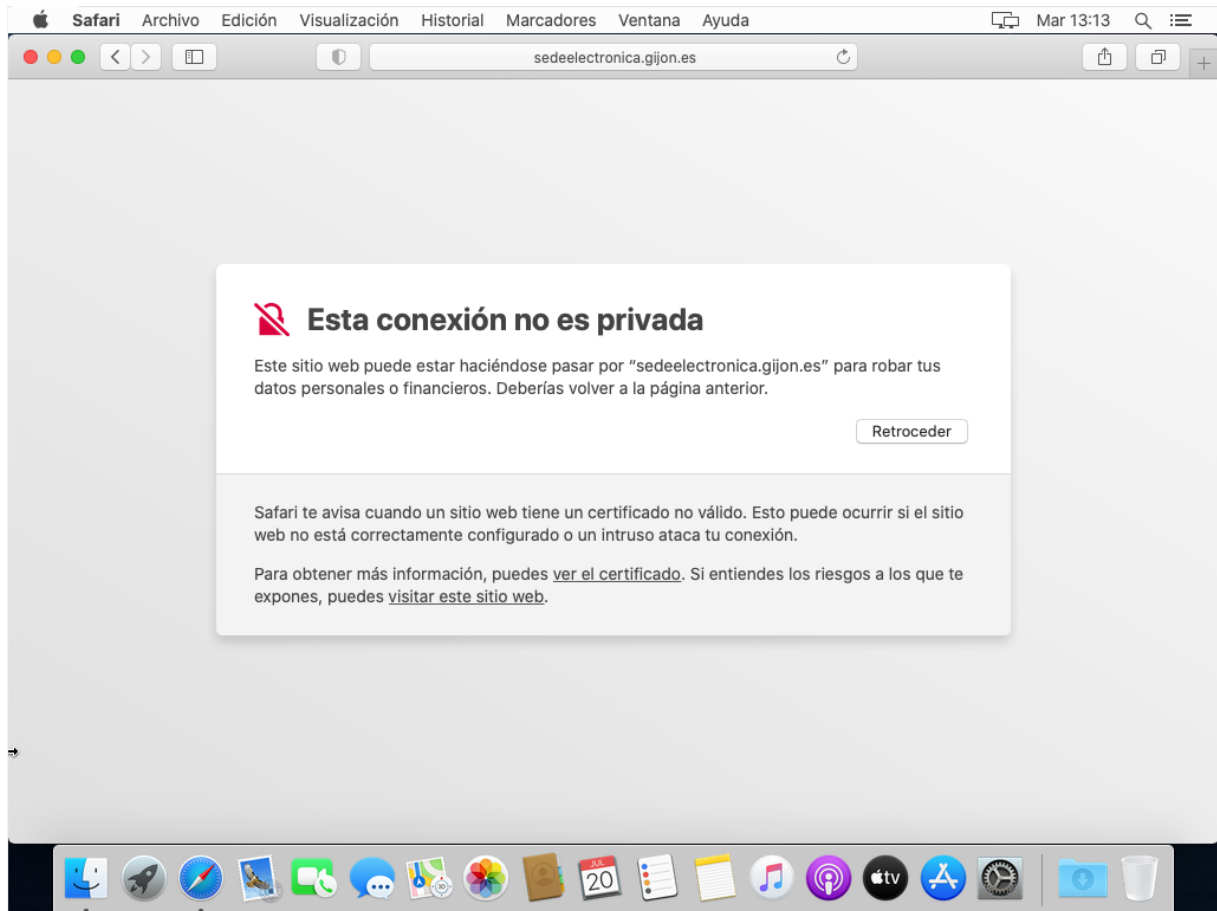 Safari Archivo Edición Visualización Historial Marcadores Ventana Ayuda Mar 13:13
sedeelectronica.gijon.es
Esta conexión no es privada
Este sitio web puede estar haciéndose pasar por “sedeelectronica.gijon.es” para robar tus
datos personales o financieros. Deberías volver a la página anterior.
Retroceder
Safari te avisa cuando un sitio web tiene un certificado no válido. Esto puede ocurrir si el sitio
web no está correctamente configurado o un intruso ataca tu conexión.
Para obtener más información, puedes ver el certificado. Si entiendes los riesgos a los que te
expones, puedes visitar este sitio web.
JUL
20
3D
tv